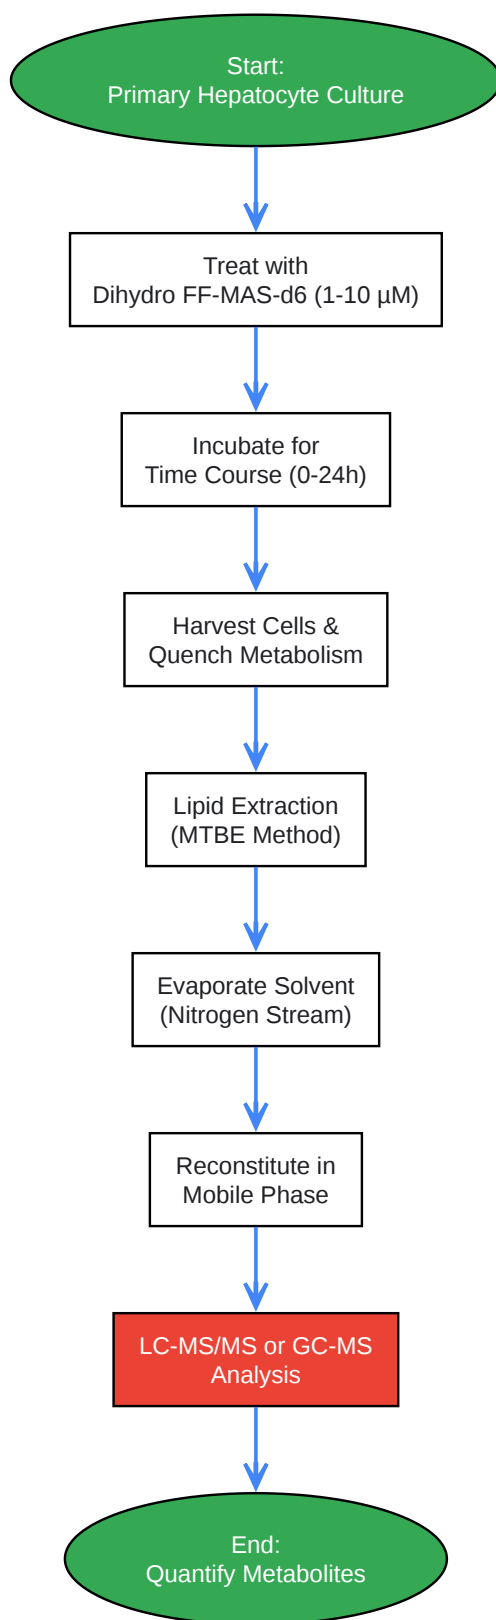 Start:
Primary Hepatocyte Culture
Treat with
Dihydro FF-MAS-d6 (1-10 µM)
Incubate for
Time Course (0-24h)
Harvest Cells &
Quench Metabolism
Lipid Extraction
(MTBE Method)
Evaporate Solvent
(Nitrogen Stream)
Reconstitute in
Mobile Phase
LC-MS/MS or GC-MS
Analysis
End:
Quantify Metabolites